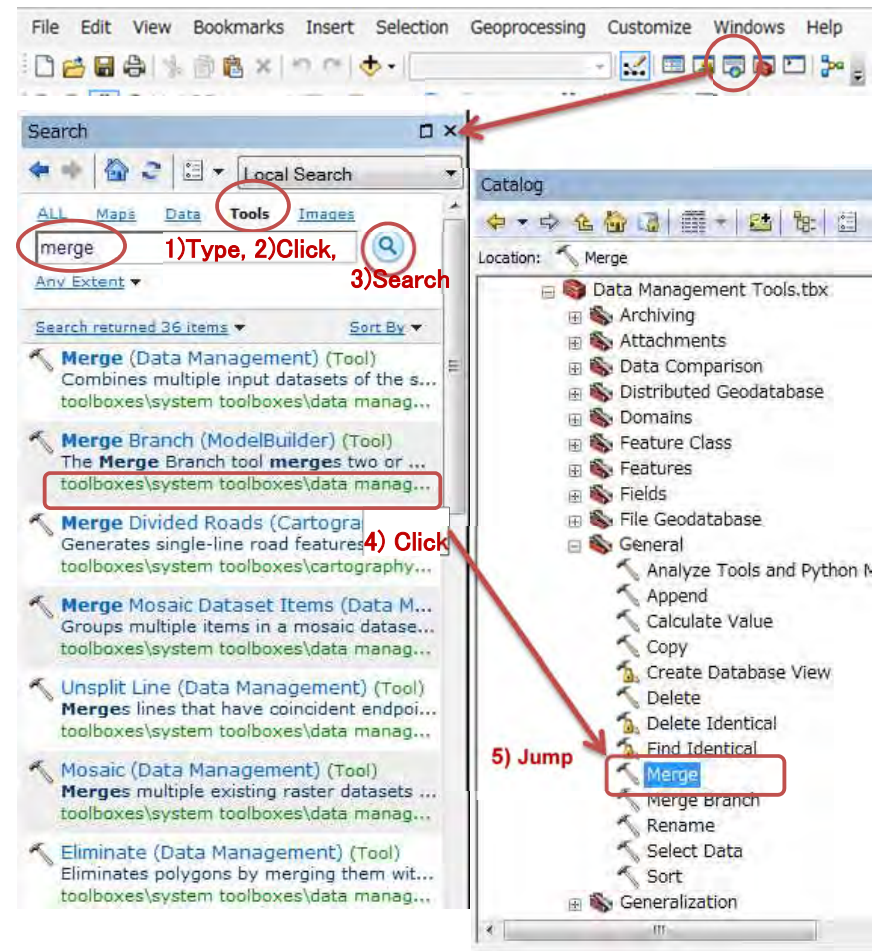 File Edit View Bookmarks Insert Selection Geoprocessing Customize Windows Help
Search
Local Search
ALL Maps Data Tools Images
merge
1)Type, 2)Click,
3)Search
Any Extent
Search returned 36 items Sort By
Merge (Data Management) (Tool)
Combines multiple input datasets of the s...
toolboxes\system toolboxes\data manag...
Merge Branch (ModelBuilder) (Tool)
The Merge Branch tool merges two or ...
toolboxes\system toolboxes\data manag...
Merge Divided Roads (Cartogra
Generates single-line road features
4) Click
toolboxes\system toolboxes\cartography...
Merge Mosaic Dataset Items (Data M...
Groups multiple items in a mosaic datase...
toolboxes\system toolboxes\data manag...
Unsplit Line (Data Management) (Tool)
Merges lines that have coincident endpoi...
toolboxes\system toolboxes\data manag...
Mosaic (Data Management) (Tool)
Merges multiple existing raster datasets ...
toolboxes\system toolboxes\data manag...
Eliminate (Data Management) (Tool)
Eliminates polygons by merging them wit...
toolboxes\system toolboxes\data manag...
Catalog
Location: Merge
Data Management Tools.tbx
Archiving
Attachments
Data Comparison
Distributed Geodatabase
Domains
Feature Class
Features
Fields
File Geodatabase
General
Analyze Tools and Python M
Append
Calculate Value
Copy
Create Database View
Delete
Delete Identical
Find Identical
5) Jump
Merge
Merge Branch
Rename
Select Data
Sort
Generalization